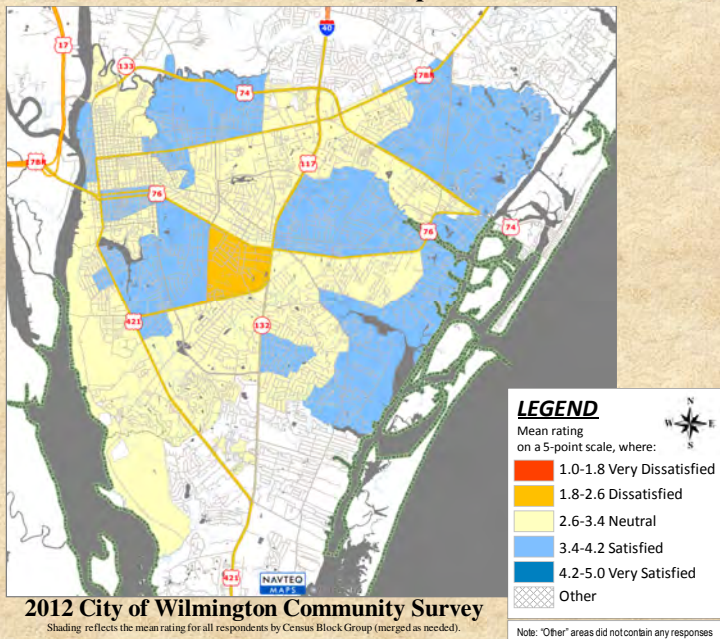 40
17
133
74
117
76
76
74
421
132
421
NAVTEQ
MAPS
LEGEND
N
W E
S
Mean rating
on a 5-point scale, where:
1.0-1.8 Very Dissatisfied
1.8-2.6 Dissatisfied
2.6-3.4 Neutral
3.4-4.2 Satisfied
4.2-5.0 Very Satisfied
Other
2012 City of Wilmington Community Survey
Shading reflects the mean rating for all respondents by Census Block Group (merged as needed).
Note: "Other" areas did not contain any responses